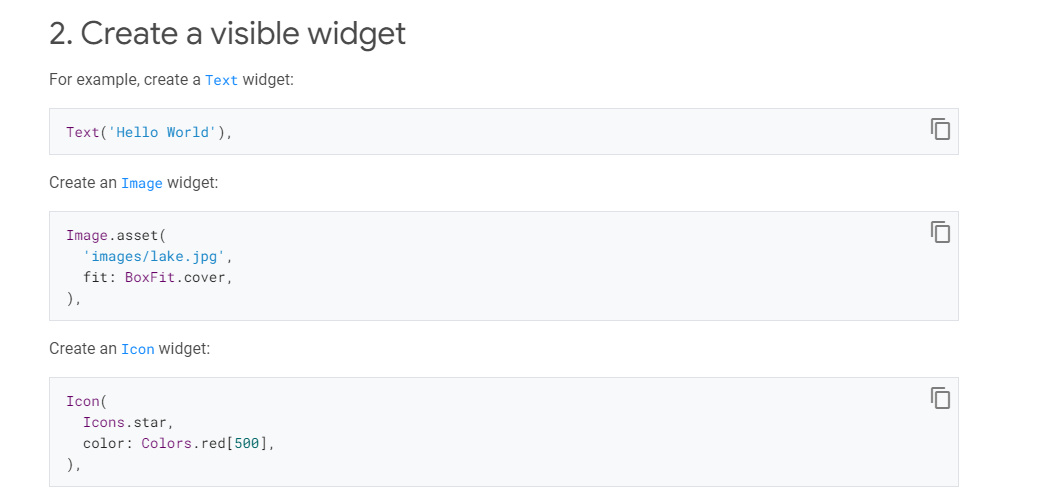 2. Create a visible widget
For example, create a Text widget:
Text('Hello World'),
Create an Image widget:
Image.asset(
  'images/lake.jpg',
  fit: BoxFit.cover,
),
Create an Icon widget:
Icon(
  Icons.star,
  color: Colors.red[500],
),